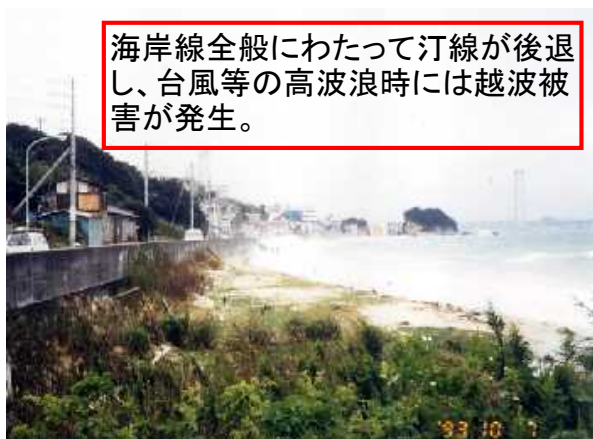 海岸線全般にわたって汀線が後退
し、台風等の高波浪時には越波被
害が発生。
'93 10 7